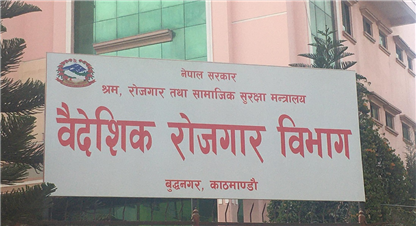 नेपाल सरकार
श्रम, रोजगार तथा सामाजिक सुरक्षा मन्त्रालय
वैदेशिक रोजगार विभाग
बुद्धनगर, काठमाण्डौ